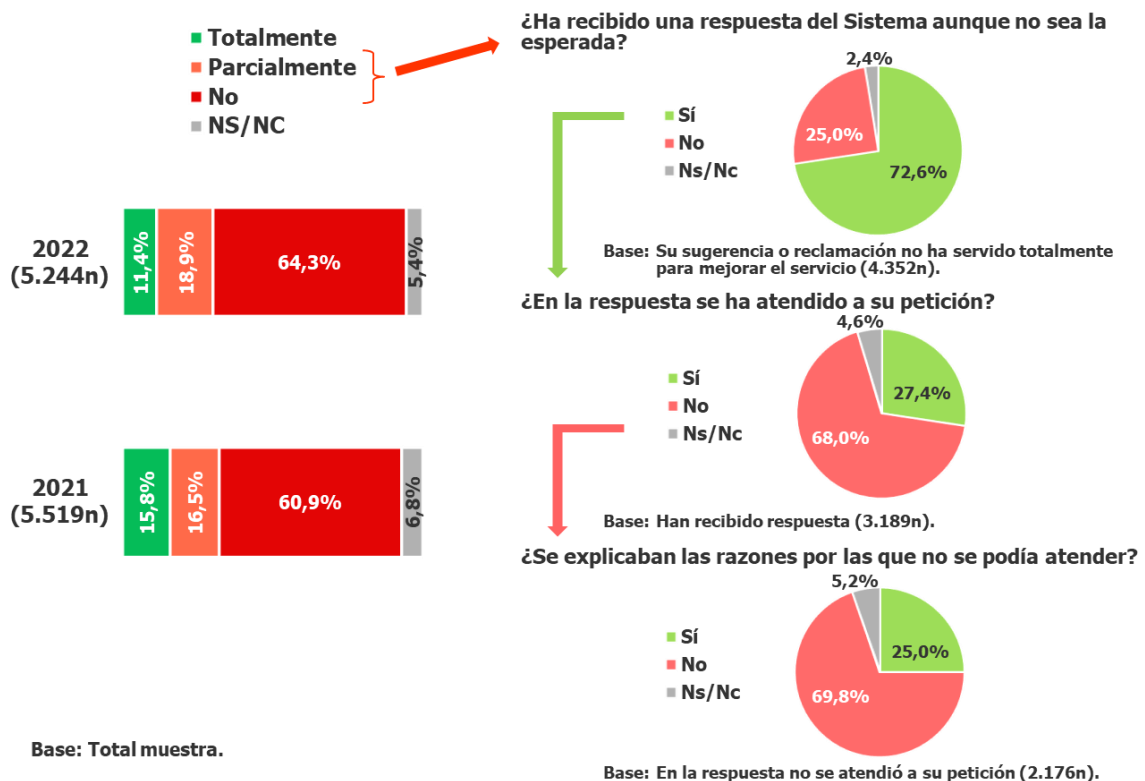 Totalmente
Parcialmente
No
NS/NC
¿Ha recibido una respuesta del Sistema aunque no sea la
esperada?
2,4%
Sí
No
Ns/Nc
25,0%
72,6%
Base: Su sugerencia o reclamación no ha servido totalmente
para mejorar el servicio (4.352n).
2022
(5.244n)
11,4%
18,9%
64,3%
5,4%
¿En la respuesta se ha atendido a su petición?
4,6%
Sí
No
Ns/Nc
27,4%
68,0%
Base: Han recibido respuesta (3.189n).
2021
(5.519n)
15,8%
16,5%
60,9%
6,8%
¿Se explicaban las razones por las que no se podía atender?
5,2%
Sí
No
Ns/Nc
25,0%
69,8%
Base: Total muestra.
Base: En la respuesta no se atendió a su petición (2.176n).